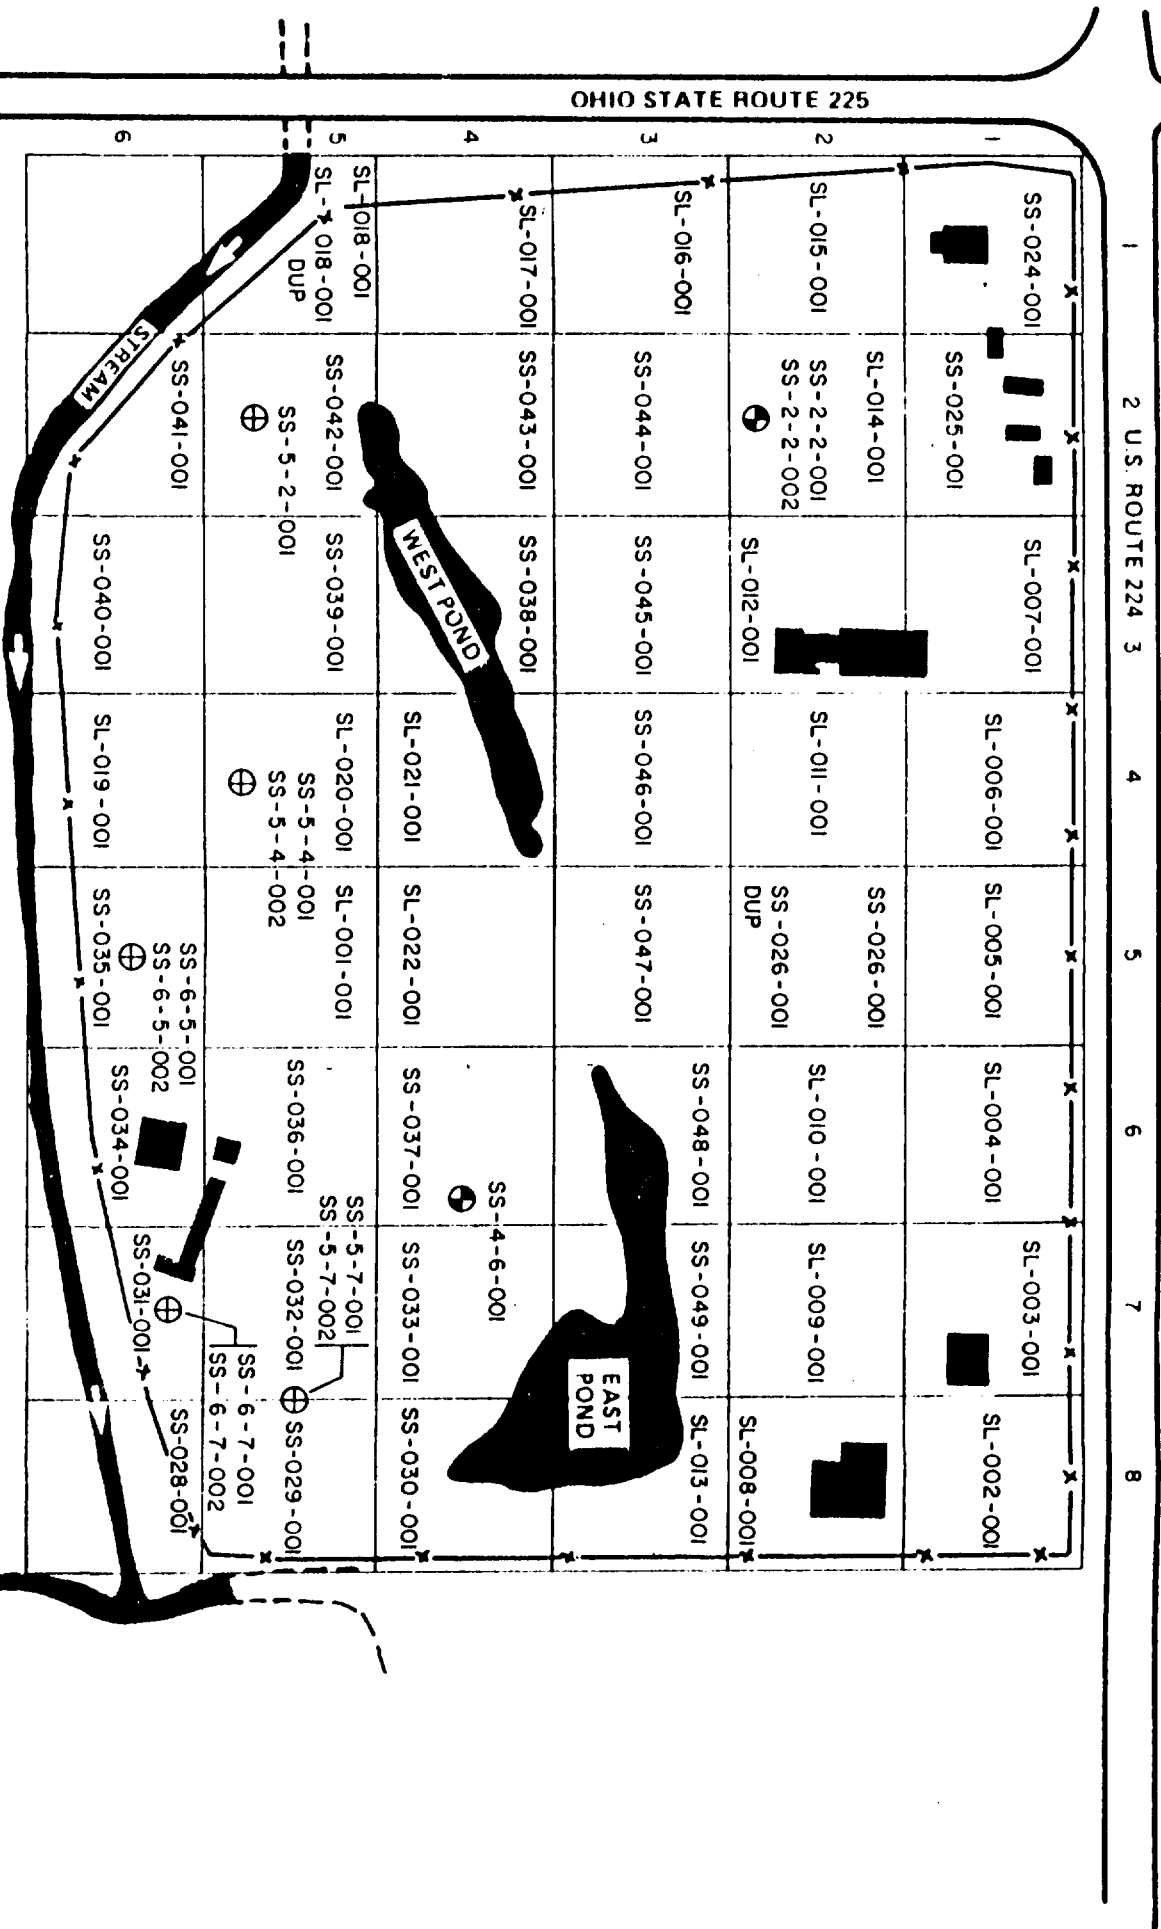 OHIO STATE ROUTE 225
U.S. ROUTE 224
1
2
3
4
5
6
7
8
1
2
3
4
5
6
SS-024-001
SS-025-001
SL-007-001
SL-006-001
SL-005-001
SL-004-001
SL-003-001
SL-002-001
SL-015-001
SL-014-001
SS-2-2-001
SS-2-2-002
SL-012-001
SL-011-001
SS-026-001
SS-026-001
DUP
SL-010-001
SL-009-001
SL-008-001
SL-016-001
SS-044-001
SS-045-001
SS-046-001
SS-047-001
SS-048-001
SS-049-001
SL-013-001
EAST
POND
SL-017-001
SS-043-001
SS-038-001
WEST POND
SL-021-001
SL-022-001
SS-4-6-001
SS-037-001
SS-033-001
SS-030-001
SL-018-001
SL-018-001
DUP
SS-042-001
SS-5-2-001
SS-039-001
SL-020-001
SS-5-4-001
SS-5-4-002
SL-001-001
SS-036-001
SS-5-7-001
SS-5-7-002
SS-032-001
SS-029-001
STREAM
SS-041-001
SS-040-001
SL-019-001
SS-6-5-001
SS-6-5-002
SS-035-001
SS-034-001
SS-031-001
SS-6-7-001
SS-6-7-002
SS-028-001